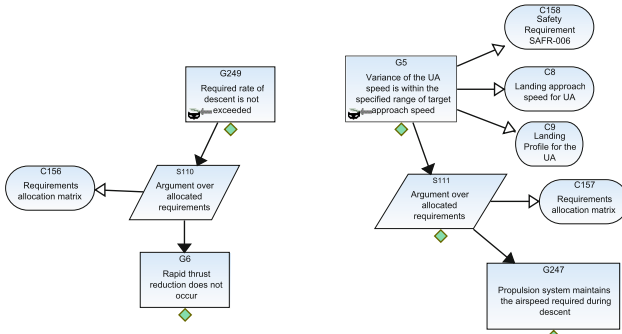 G249
Required rate of
descent is not
exceeded
C156
Requirements
allocation matrix
S110
Argument over
allocated
requirements
G6
Rapid thrust
reduction does not
occur
G5
Variance of the UA
speed is within the
specified range of target
approach speed
C158
Safety
Requirement
SAFR-006
C8
Landing approach
speed for UA
C9
Landing
Profile for the
UA
S111
Argument over
allocated
requirements
C157
Requirements
allocation matrix
G247
Propulsion system maintains
the airspeed required during
descent